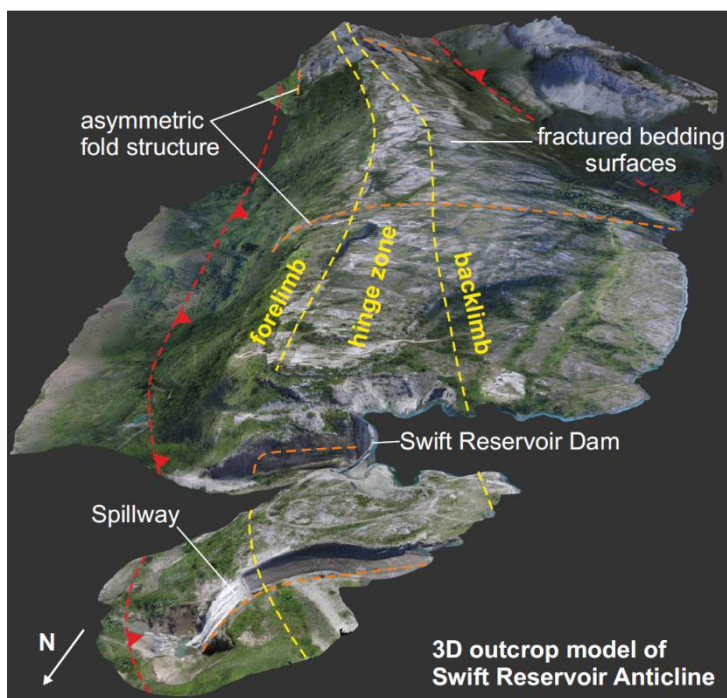 asymmetric
fold structure
fractured bedding
surfaces
forelimb
hinge zone
backlimb
Swift Reservoir Dam
Spillway
N
3D outcrop model of
Swift Reservoir Anticline